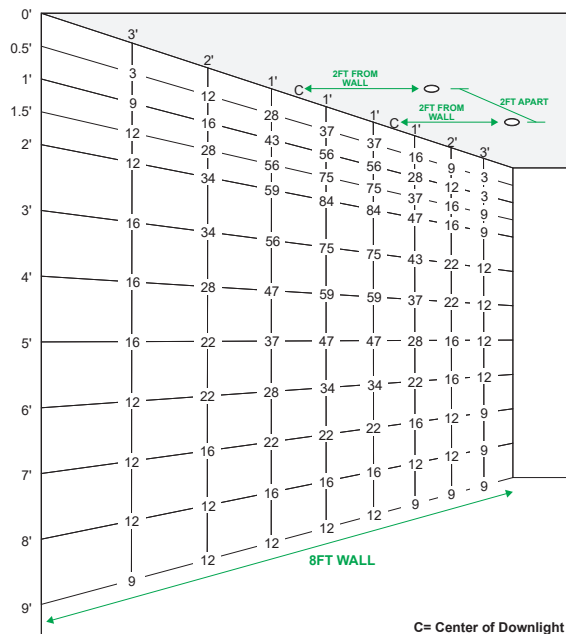 0'
3' 2' 1' C 1' 1' C 1' 2' 3'
2FT FROM
WALL
2FT FROM
WALL
2FT APART
0.5' 3 12 28 37 37 16 9 3
1' 9 16 43 56 56 28 12 3
1.5' 12 28 56 75 75 37 16 9
2' 12 34 59 84 84 47 16 9
3' 16 34 56 75 75 43 22 12
4' 16 28 47 59 59 37 22 12
5' 16 22 37 47 47 28 16 12
6' 12 22 28 34 34 22 16 12
7' 12 16 22 22 22 16 12 9
8' 12 12 16 16 16 12 12 9
9' 9 12 12 12 12 9 9 9
8FT WALL
C= Center of Downlight